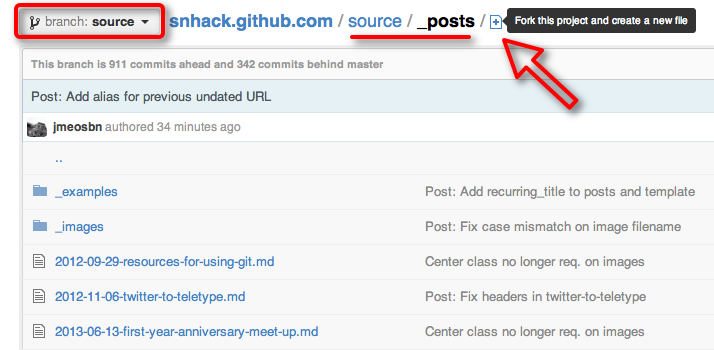 branch: source snhack.github.com / source / _posts / Fork this project and create a new file
This branch is 911 commits ahead and 342 commits behind master
Post: Add alias for previous undated URL
jmeosbn authored 34 minutes ago
..
_examples Post: Add recurring_title to posts and template
_images Post: Fix case mismatch on image filename
2012-09-29-resources-for-using-git.md Center class no longer req. on images
2012-11-06-twitter-to-teletype.md Post: Fix headers in twitter-to-teletype
2013-06-13-first-year-anniversary-meet-up.md Center class no longer req. on images